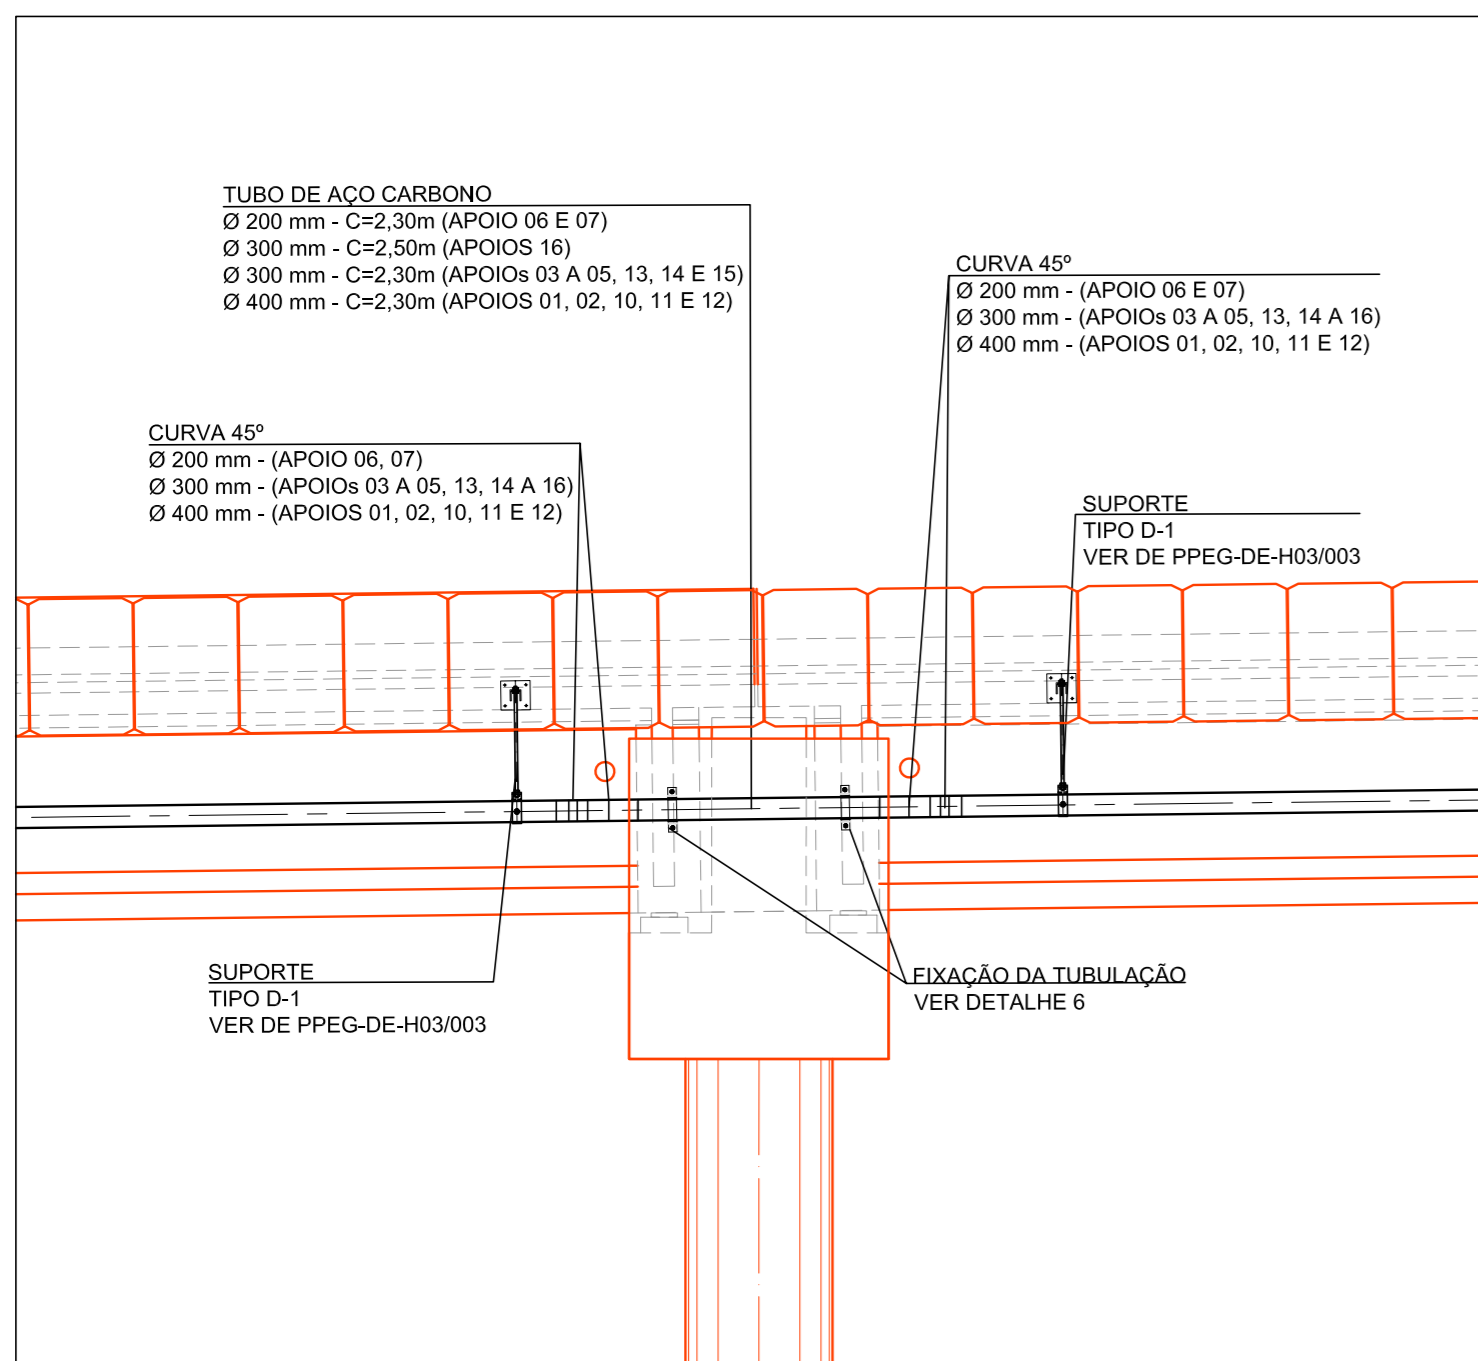 TUBO DE AÇO CARBONO
Ø 200 mm - C=2,30m (APOIO 06 E 07)
Ø 300 mm - C=2,50m (APOIOS 16)
Ø 300 mm - C=2,30m (APOIOs 03 A 05, 13, 14 E 15)
Ø 400 mm - C=2,30m (APOIOS 01, 02, 10, 11 E 12)
CURVA 45º
Ø 200 mm - (APOIO 06 E 07)
Ø 300 mm - (APOIOs 03 A 05, 13, 14 A 16)
Ø 400 mm - (APOIOS 01, 02, 10, 11 E 12)
CURVA 45º
Ø 200 mm - (APOIO 06, 07)
Ø 300 mm - (APOIOs 03 A 05, 13, 14 A 16)
Ø 400 mm - (APOIOS 01, 02, 10, 11 E 12)
SUPORTE
TIPO D-1
VER DE PPEG-DE-H03/003
SUPORTE
TIPO D-1
VER DE PPEG-DE-H03/003
FIXAÇÃO DA TUBULAÇÃO
VER DETALHE 6